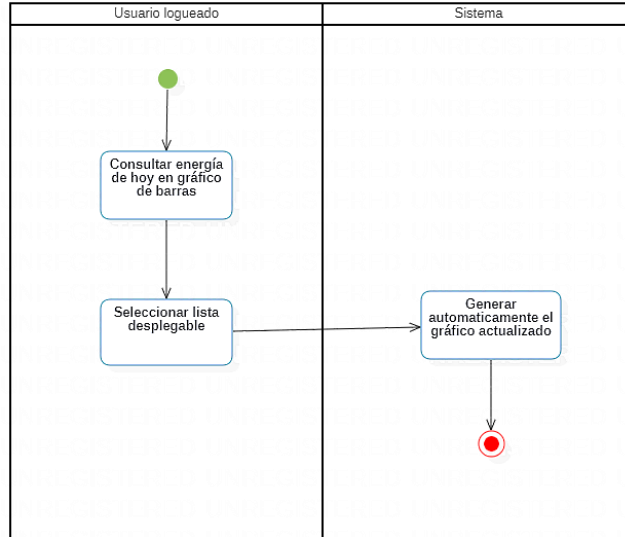 Usuario logueado
Sistema
Consultar energía
de hoy en gráfico
de barras
Seleccionar lista
desplegable
Generar
automaticamente el
gráfico actualizado